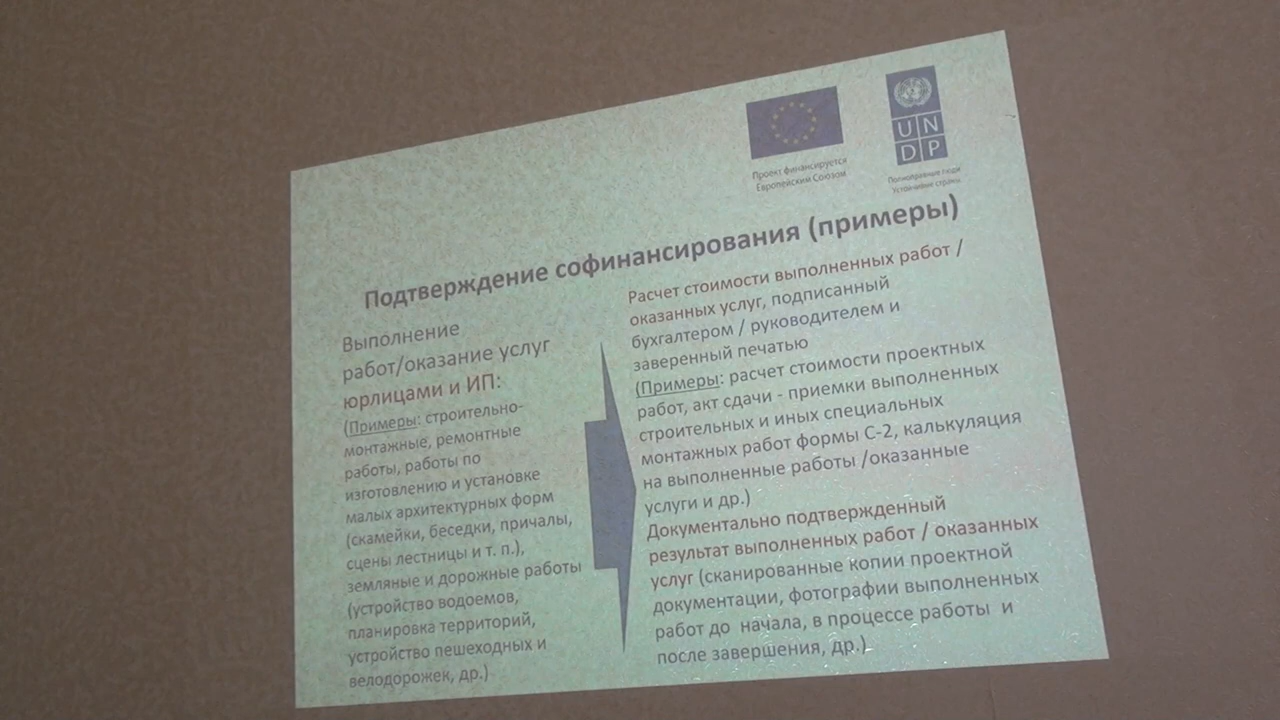 Проект финансируется
Европейским Союзом
UN
DP
Полноправные люди.
Устойчивые страны.
Подтверждение софинансирования (примеры)
Выполнение
работ/оказание услуг
юрлицами и ИП:
(Примеры: строительно-
монтажные, ремонтные
работы, работы по
изготовлению и установке
малых архитектурных форм
(скамейки, беседки, причалы,
сцены лестницы и т. п.),
земляные и дорожные работы
(устройство водоемов,
планировка территорий,
устройство пешеходных и
велодорожек, др.)
Расчет стоимости выполненных работ /
оказанных услуг, подписанный
бухгалтером / руководителем и
заверенный печатью
(Примеры: расчет стоимости проектных
работ, акт сдачи - приемки выполненных
строительных и иных специальных
монтажных работ формы С-2, калькуляция
на выполненные работы /оказанные
услуги и др.)
Документально подтвержденный
результат выполненных работ / оказанных
услуг (сканированные копии проектной
документации, фотографии выполненных
работ до начала, в процессе работы и
после завершения, др.)